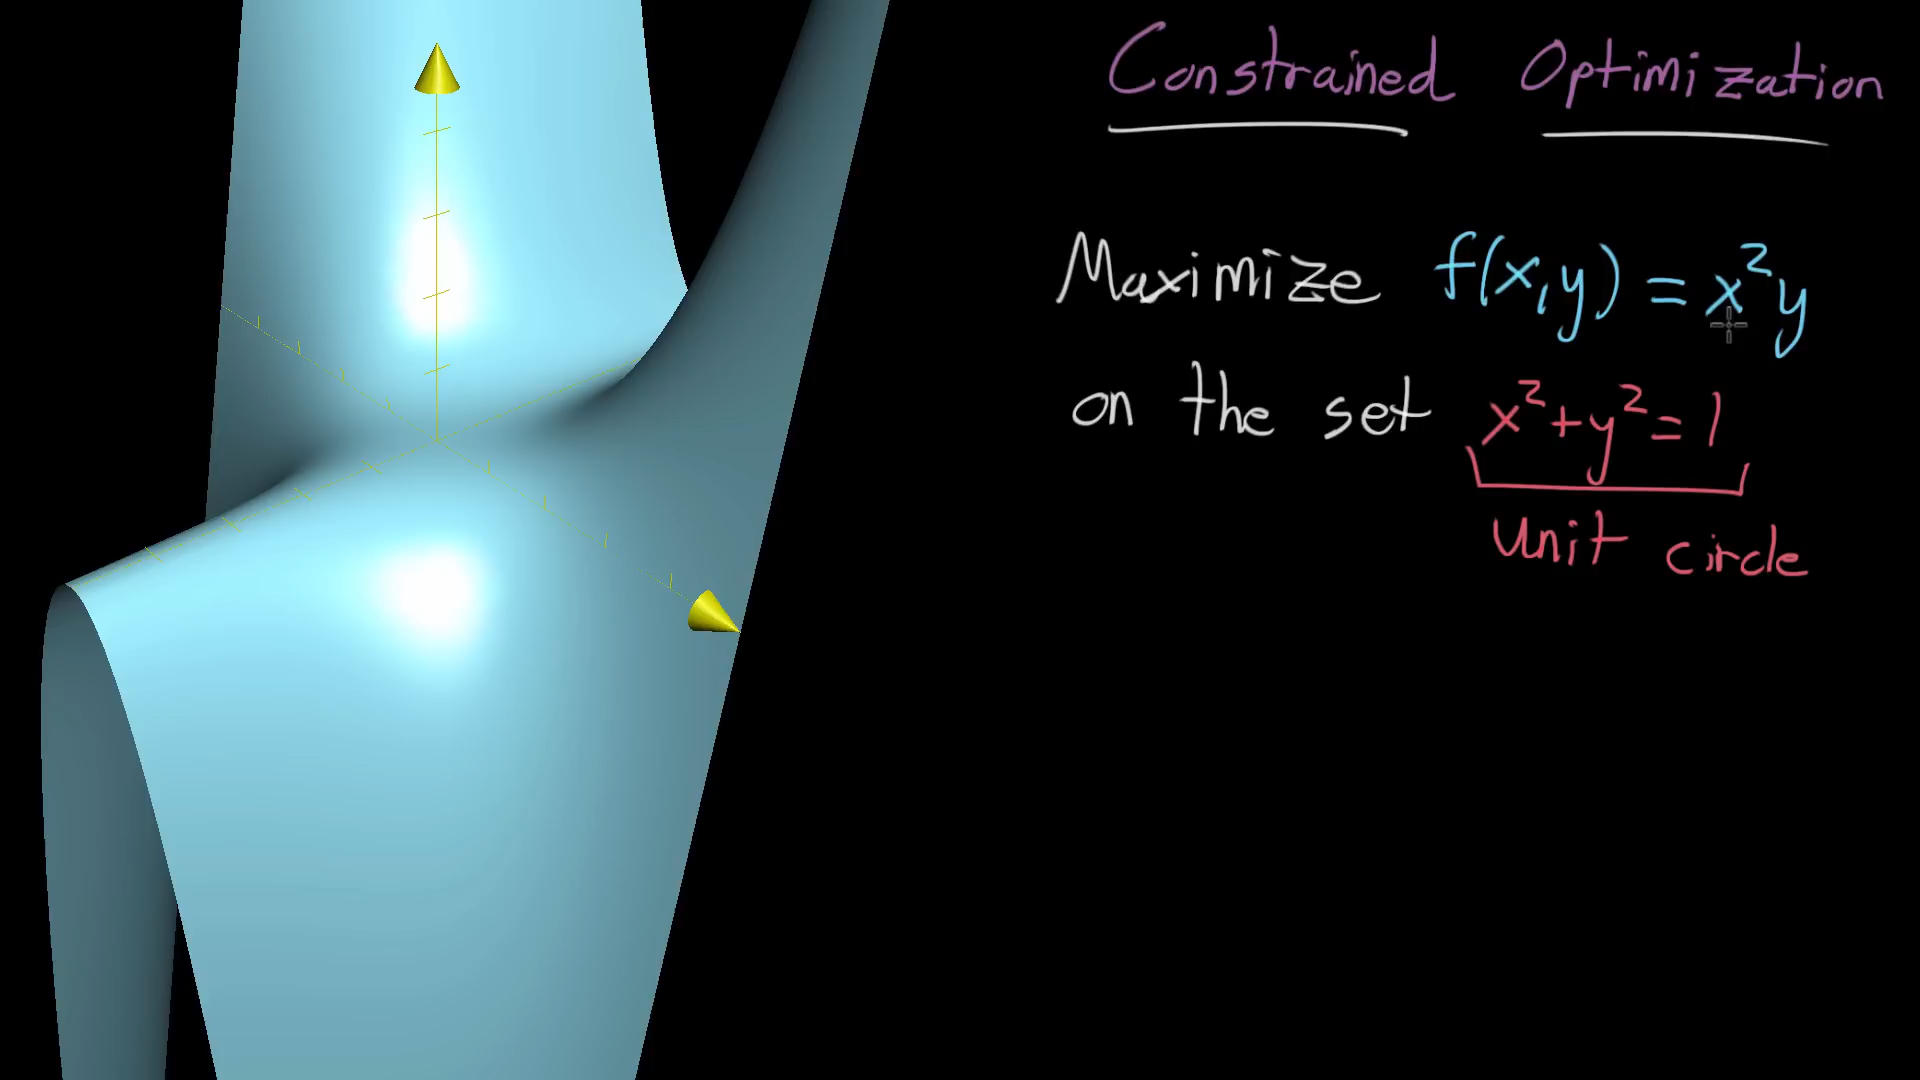 Constrained Optimization
Maximize f(x,y) = x²y
on the set x²+y²=1
Unit circle